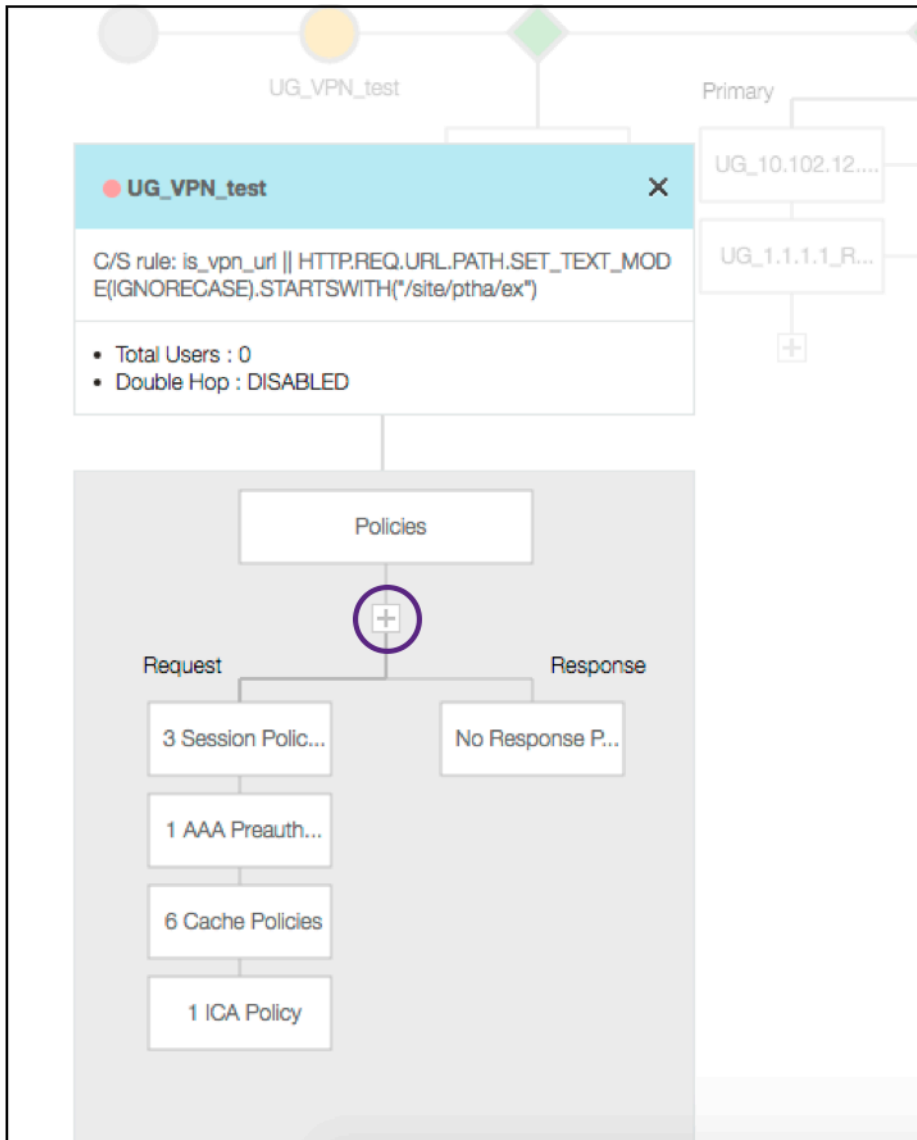 UG_VPN_test
Primary
UG_10.102.12....
UG_1.1.1.1_R...
UG_VPN_test
C/S rule: is_vpn_url || HTTP.REQ.URL.PATH.SET_TEXT_MOD
E(IGNORECASE).STARTSWITH("/site/ptha/ex")
• Total Users : 0
• Double Hop : DISABLED
Policies
Request
Response
3 Session Polic...
No Response P...
1 AAA Preauth...
6 Cache Policies
1 ICA Policy